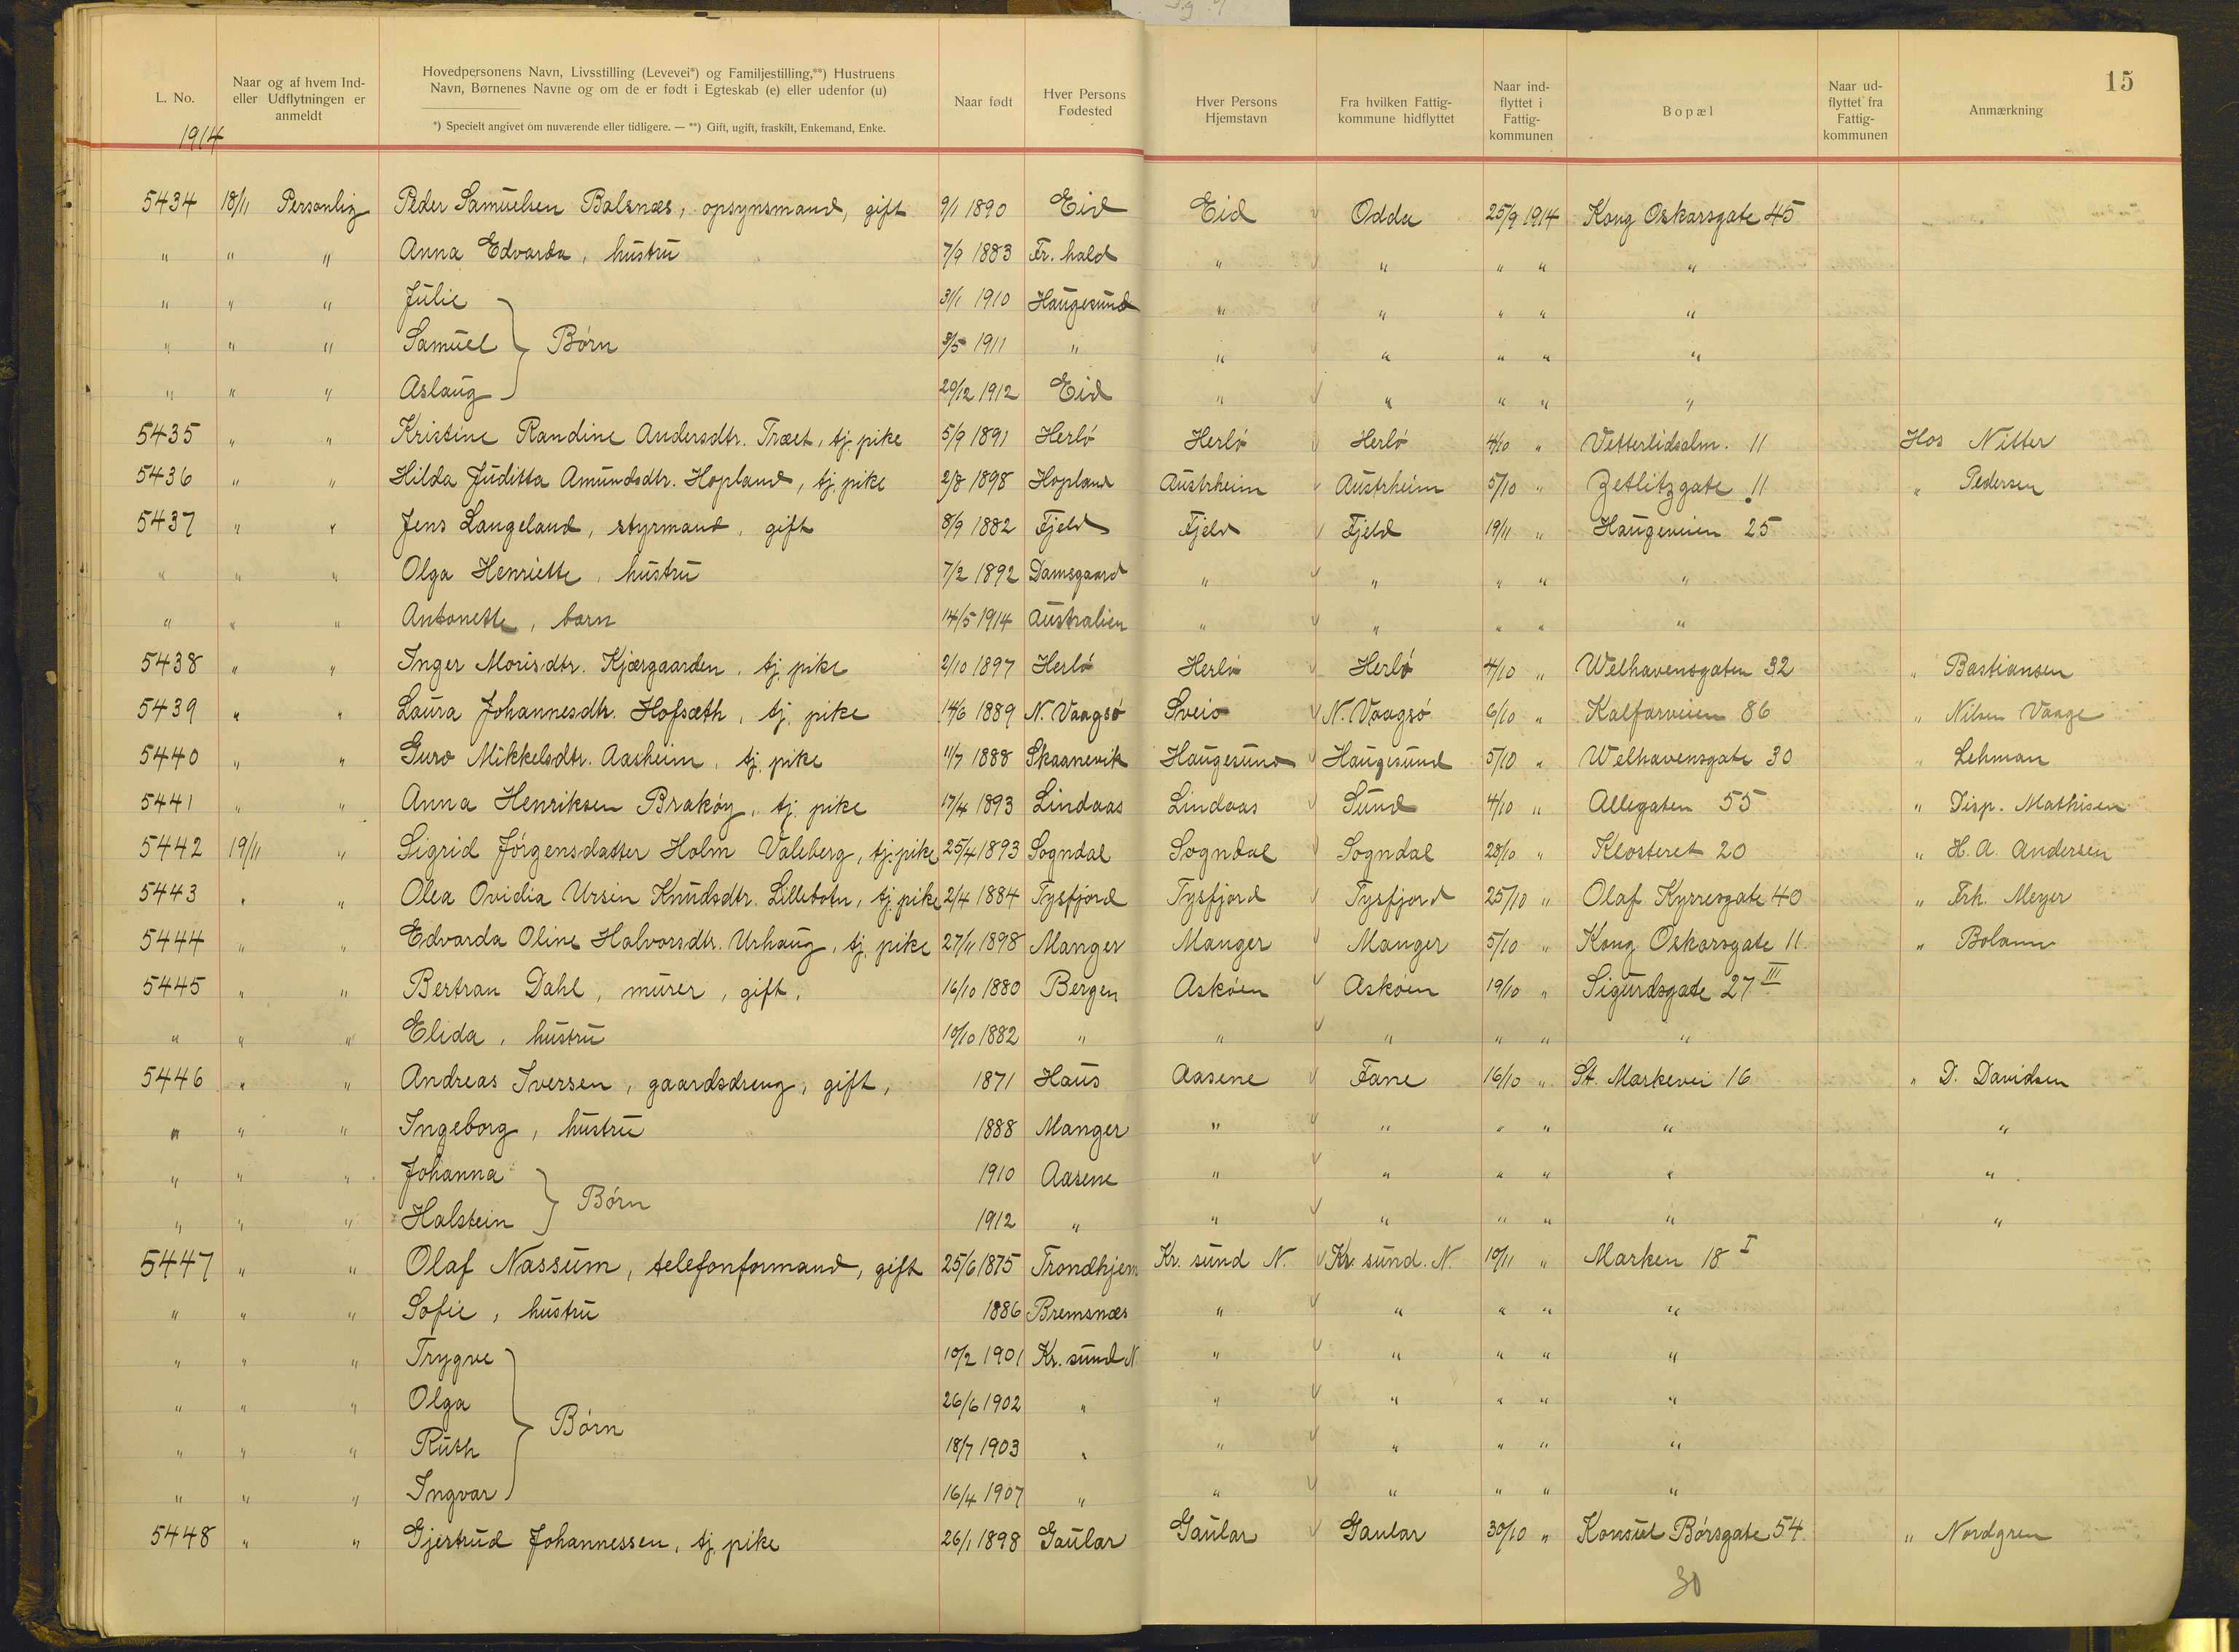 15
L. No.
1914
Naar og af hvem Ind-
eller Udflytningen er
anmeldt
Hovedpersonens Navn, Livsstilling (Levevei*) og Familjestilling,**) Hustruens
Navn, Børnenes Navne og om de er født i Egteskab (e) eller udenfor (u)
*) Specielt angivet om nuværende eller tidligere. — **) Gift, ugift, fraskilt, Enkemand, Enke.
Naar født
Hver Persons
Fødested
Hver Persons
Hjemstavn
Fra hvilken Fattig-
kommune hidflyttet
Naar ind-
flyttet i
Fattig-
kommunen
Bopæl
Naar ud-
flyttet fra
Fattig-
kommunen
Anmærkning
5434 18/11 Personlig Peder Samuelsen Balsnæs, opsynsmand, gift 9/1 1890 Eid Eid Odda 25/9 1914 Kong Oskarsgate 45
" " " Anna Edvarda, hustru 7/9 1883 Fr. hald " " " " "
" " " Julie 31/1 1910 Haugesund " " " " "
" " " Samuel } Børn 3/5 1911 " " " " " "
" " " Aslaug 20/12 1912 Eid " " " " "
5435 " " Kristine Randine Andersdtr. Træet, tj. pike 5/9 1891 Herlö Herlö Herlö 4/10 " Vetterlidsalm. 11 Hos Nitter
5436 " " Hilda Juditta Amundsdtr. Hopland, tj. pike 2/8 1898 Hopland Austrheim Austrheim 5/10 " Zetlitzgate 11 " Pedersen
5437 " " Jens Langeland, styrmand, gift 8/9 1882 Fjeld Fjeld Fjeld 19/11 " Haugeveien 25
" " " Olga Henriette, hustru 7/2 1892 Damsgaard " " " " "
" " " Antonette, barn 14/5 1914 Australien " " " " "
5438 " " Inger Morisdtr. Kjærgaarden, tj. pike 2/10 1897 Herlö Herlö Herlö 4/10 " Welhavensgaten 32 " Bastiansen
5439 " " Laura Johannesdtr. Hofsæth, tj. pike 14/6 1889 N. Vaagsö Sveio N. Vaagsö 6/10 " Kalfarveien 86 " Nilsen Vaage
5440 " " Guro Mikkelsdtr. Aasheim, tj. pike 11/7 1888 Skaanevik Haugesund Haugesund 5/10 " Welhavensgate 30 " Lehman
5441 " " Anna Henriksen Braköy, tj. pike 17/4 1893 Lindaas Lindaas Sund 4/10 " Allegaten 55 " Disp. Mathisen
5442 19/11 " Sigrid Jörgensdatter Holm Valeberg, tj. pike 25/4 1893 Sogndal Sogndal Sogndal 28/10 " Klosteret 20 " H. A. Andersen
5443 " " Olea Ovidia Ursin Knudsdtr. Lillebotn, tj. pike 2/4 1884 Tysfjord Tysfjord Tysfjord 25/10 " Olaf Kyrresgate 40 " Frk. Meyer
5444 " " Edvarda Oline Halvorsdtr. Urhaug, tj. pike 27/11 1898 Manger Manger Manger 5/10 " Kong Oskarsgate 11 " Bolann
5445 " " Bertran Dahl, murer, gift, 16/10 1880 Bergen Asköen Asköen 19/10 " Sigurdsgate 27 III
" " " Elida, hustru 10/10 1882 " " " " " "
5446 " " Andreas Iversen, gaardsdreng, gift, 1871 Haus Aasene Fane 16/10 " St. Markevei 16 " D. Davidsen
" " " Ingeborg, hustru 1888 Manger " " " " " "
" " " Johanna 1910 Aasene " " " " " "
" " " Halstein } Børn 1912 " " " " " " "
5447 " " Olaf Nassum, telefonformand, gift 25/6 1875 Trondhjem Kr. sund N. Kr. sund. N. 10/11 " Marken 18 I
" " " Sofie, hustru 1886 Bremsnæs " " " " "
" " " Trygve 10/2 1901 Kr. sund N. " " " " "
" " " Olga 26/6 1902 " " " " " "
" " " Ruth } Børn 18/7 1903 " " " " " "
" " " Ingvar 16/4 1907 " " " " " "
5448 " " Gjertrud Johannessen, tj. pike 26/1 1898 Gaular Gaular Gaular 30/10 " Konsul Børsgate 54 " Nordgren
30